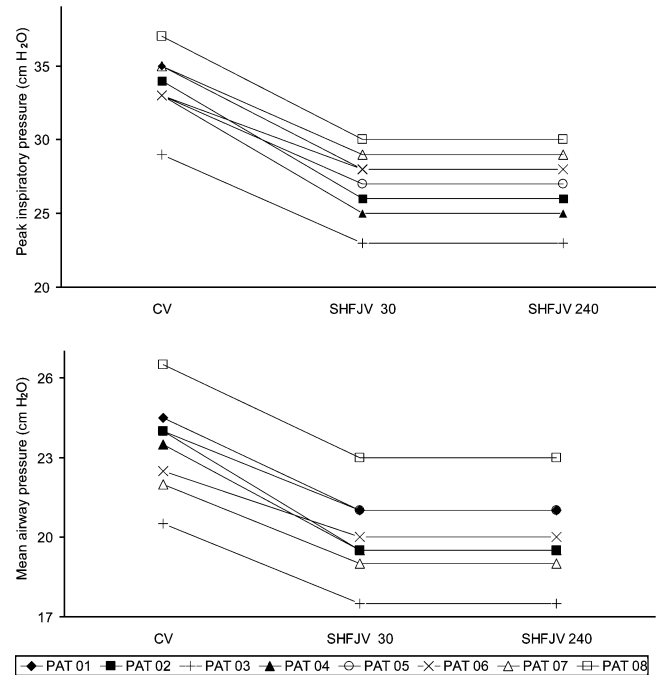 Peak inspiratory pressure (cm H₂O)
35
30
25
20
CV
SHFJV 30
SHFJV 240
Mean airway pressure (cm H₂O)
26
23
20
17
CV
SHFJV 30
SHFJV 240
PAT 01 PAT 02 PAT 03 PAT 04 PAT 05 PAT 06 PAT 07 PAT 08